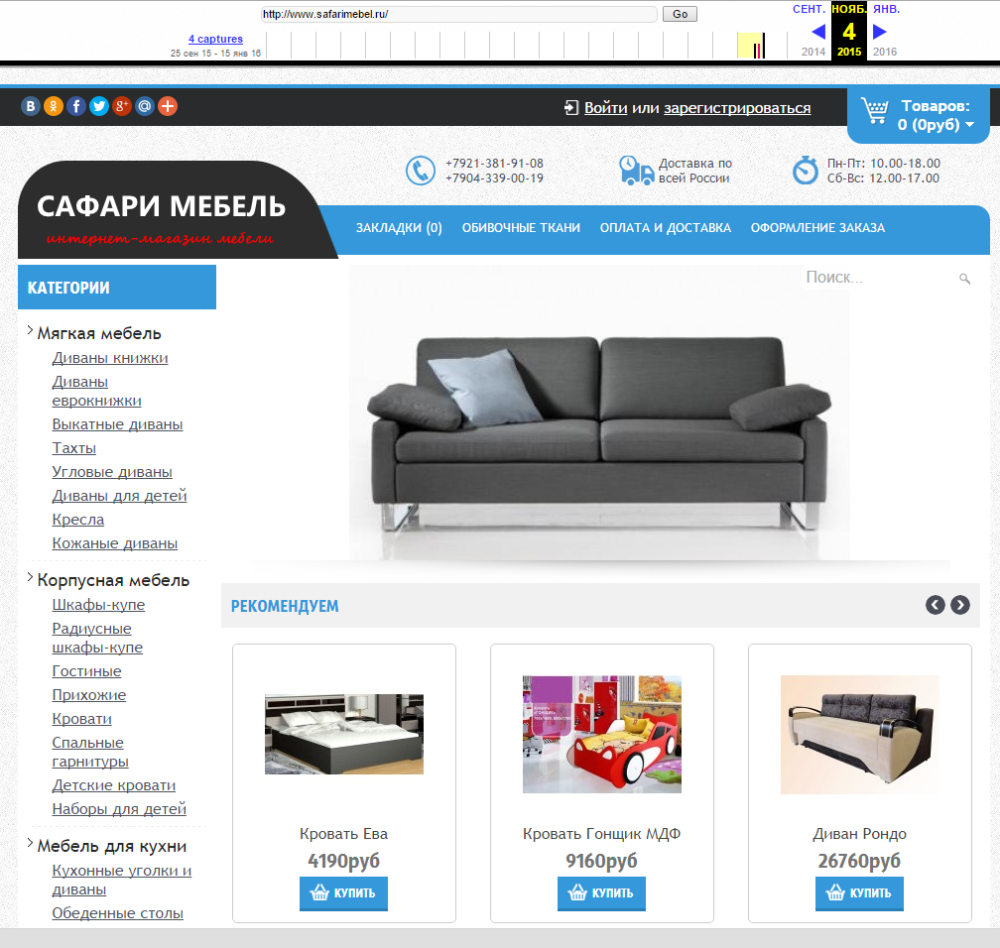 http://www.safarimebel.ru/
Go
СЕНТ. НОЯБ. ЯНВ.
4 captures
4
25 сен 15 - 15 янв 16
2014 2015 2016
Войти или зарегистрироваться
Товаров:
0 (0руб)
+7921-381-91-08
+7904-339-00-19
Доставка по
всей России
Пн-Пт: 10.00-18.00
Сб-Вс: 12.00-17.00
САФАРИ МЕБЕЛЬ
интернет-магазин мебели
ЗАКЛАДКИ (0) ОБИВОЧНЫЕ ТКАНИ ОПЛАТА И ДОСТАВКА ОФОРМЛЕНИЕ ЗАКАЗА
КАТЕГОРИИ
Поиск...
Мягкая мебель
Диваны книжки
Диваны
еврокнижки
Выкатные диваны
Тахты
Угловые диваны
Диваны для детей
Кресла
Кожаные диваны
Корпусная мебель
Шкафы-купе
Радиусные
шкафы-купе
Гостиные
Прихожие
Кровати
Спальные
гарнитуры
Детские кровати
Наборы для детей
Мебель для кухни
Кухонные уголки и
диваны
Обеденные столы
РЕКОМЕНДУЕМ
Кровать Ева
4190руб
КУПИТЬ
Кровать Гонщик МДФ
9160руб
КУПИТЬ
Диван Рондо
26760руб
КУПИТЬ